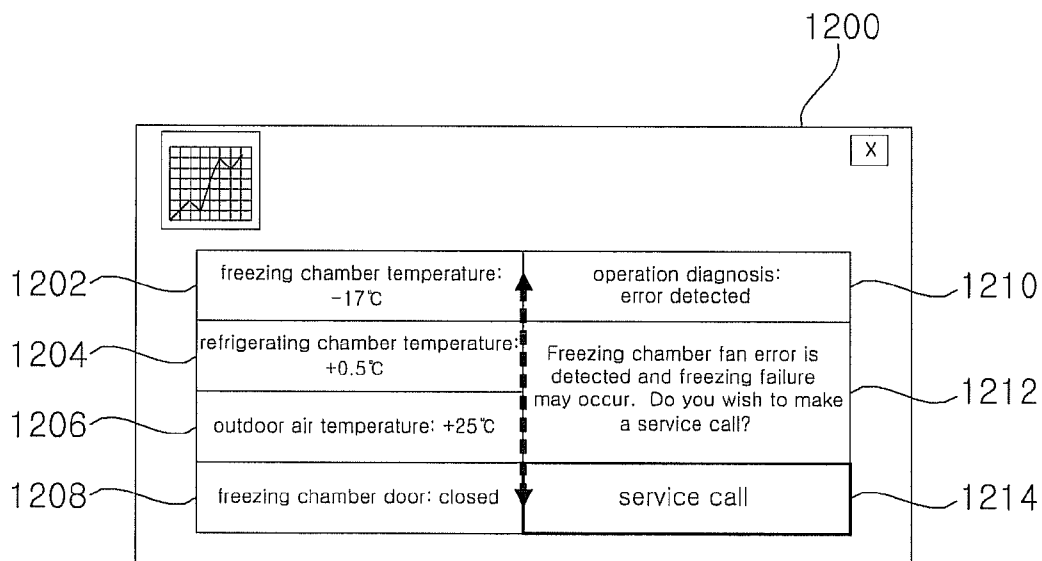 1200
X
1202
freezing chamber temperature:
-17℃
operation diagnosis:
error detected
1210
1204
refrigerating chamber temperature:
+0.5℃
Freezing chamber fan error is
detected and freezing failure
may occur. Do you wish to make
a service call?
1212
1206
outdoor air temperature: +25℃
1208
freezing chamber door: closed
service call
1214